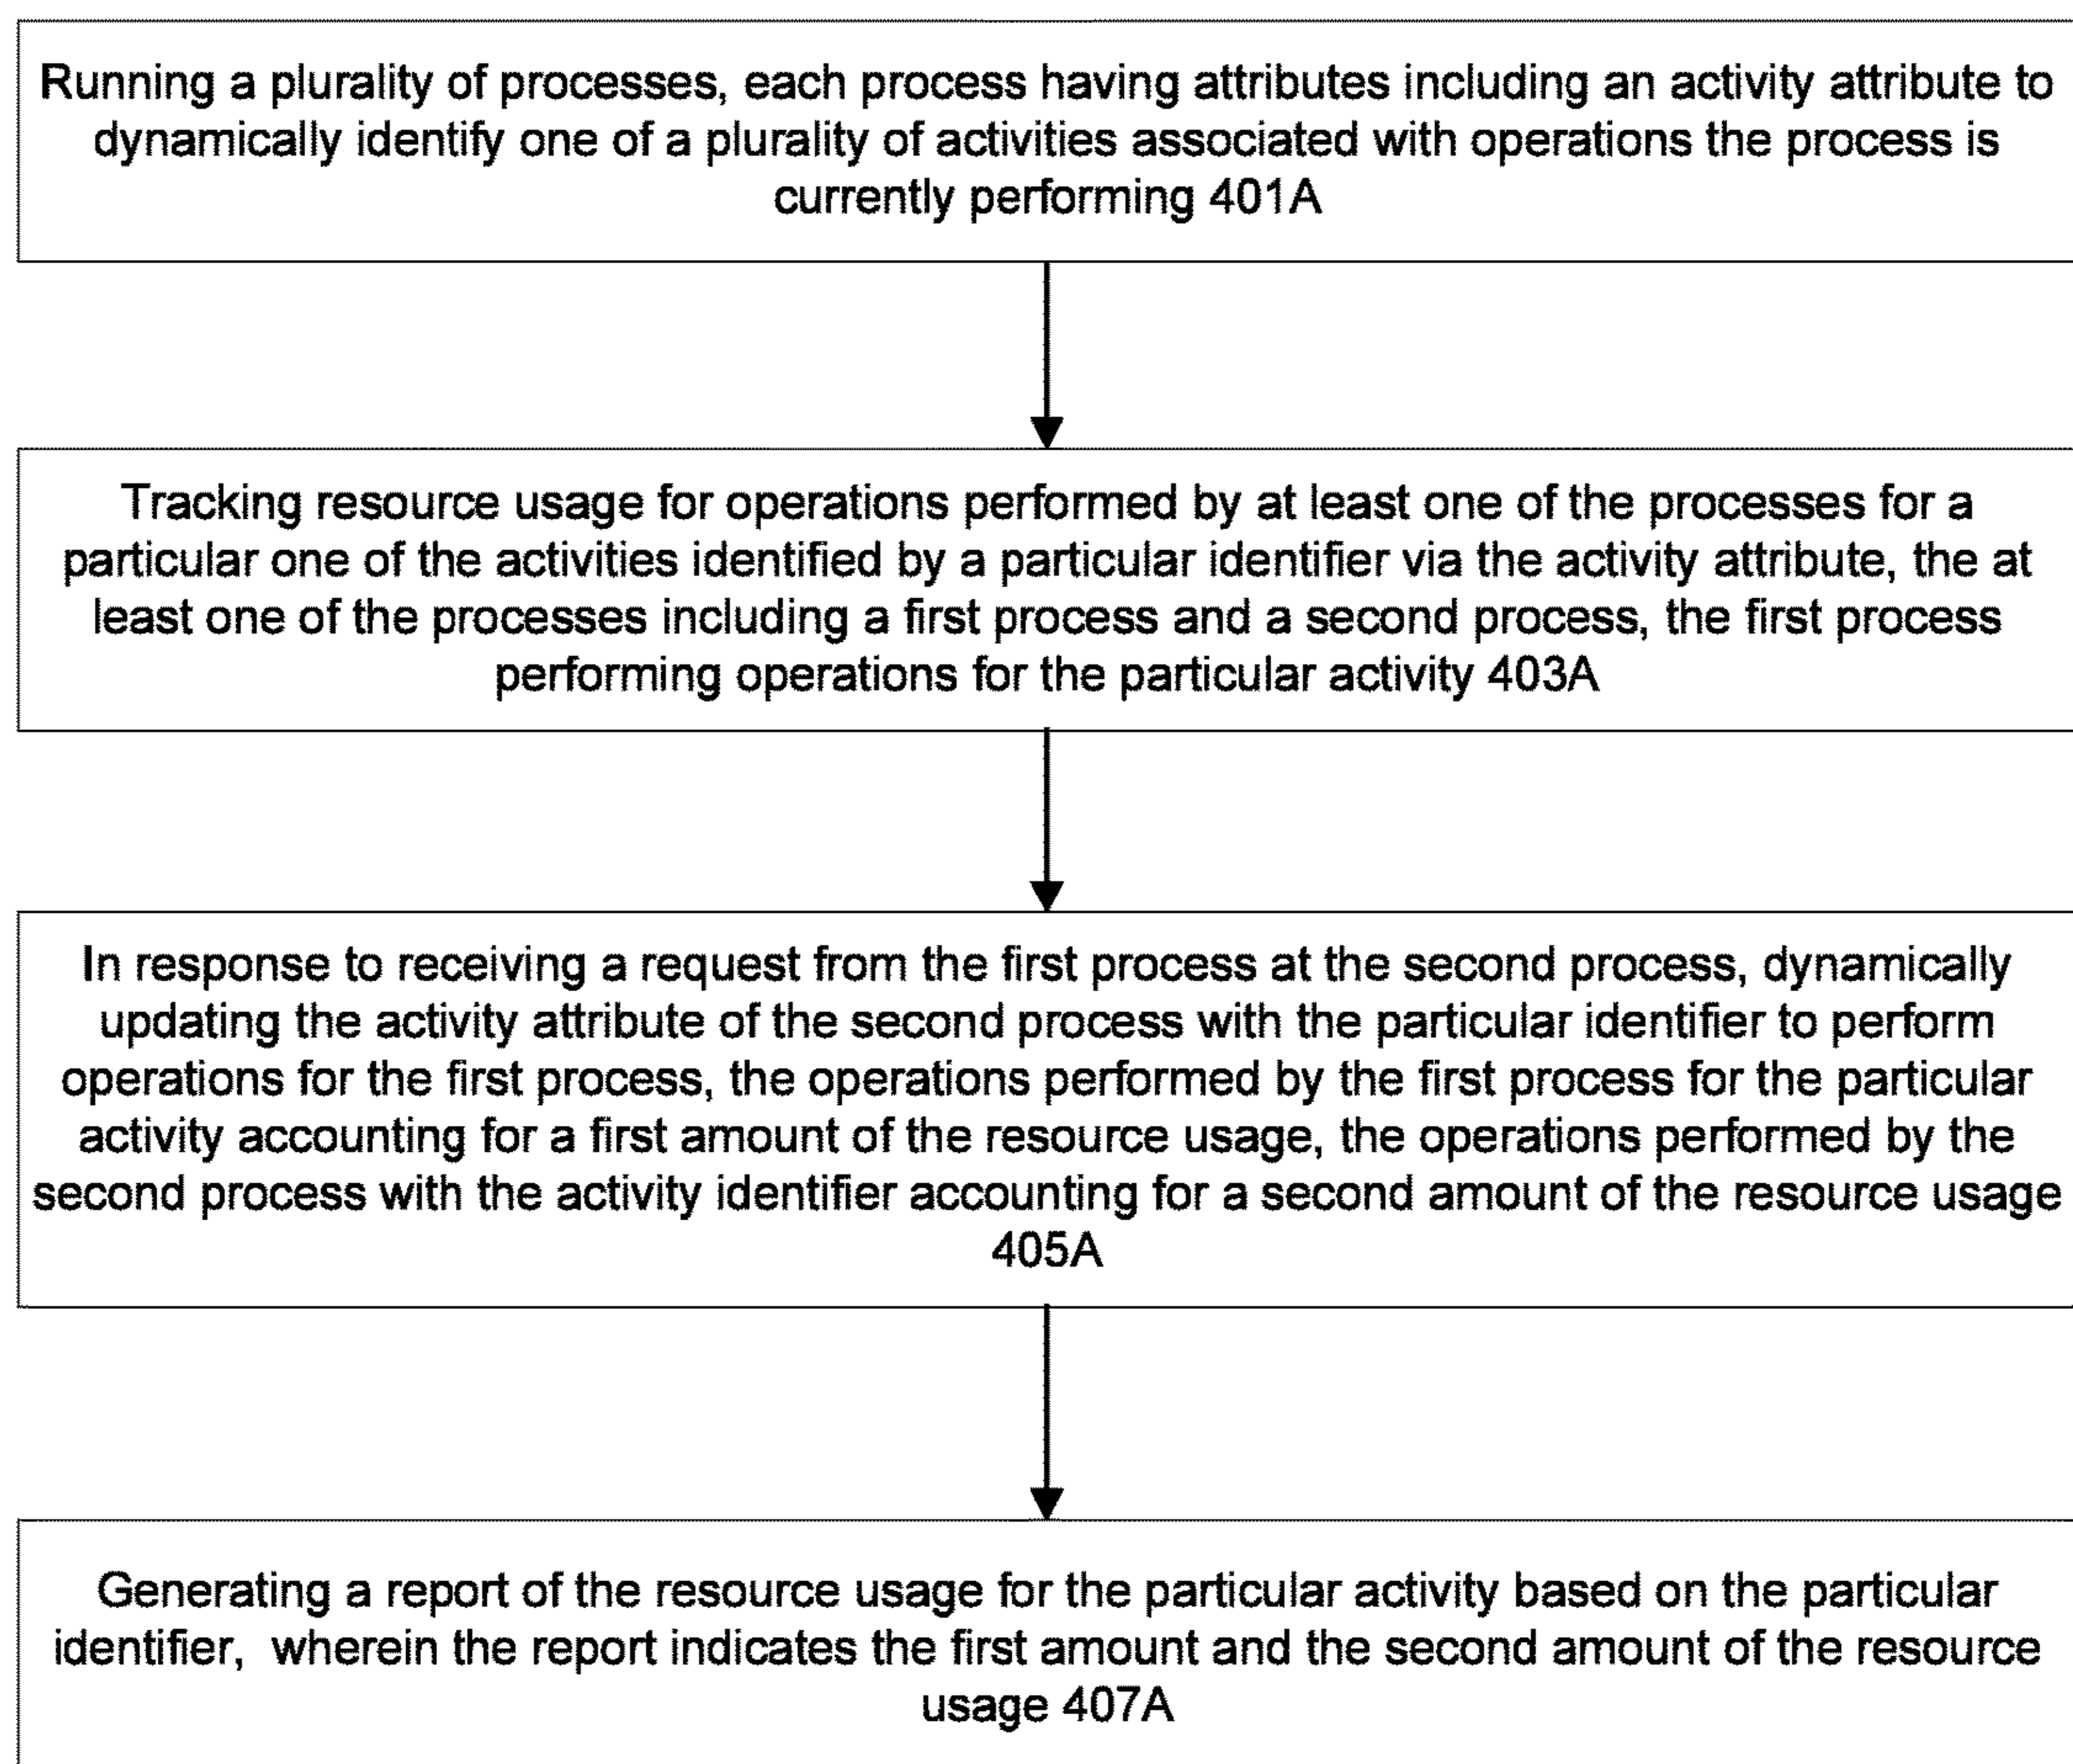 Running a plurality of processes, each process having attributes including an activity attribute to
dynamically identify one of a plurality of activities associated with operations the process is
currently performing 401A
Tracking resource usage for operations performed by at least one of the processes for a
particular one of the activities identified by a particular identifier via the activity attribute, the at
least one of the processes including a first process and a second process, the first process
performing operations for the particular activity 403A
In response to receiving a request from the first process at the second process, dynamically
updating the activity attribute of the second process with the particular identifier to perform
operations for the first process, the operations performed by the first process for the particular
activity accounting for a first amount of the resource usage, the operations performed by the
second process with the activity identifier accounting for a second amount of the resource usage
405A
Generating a report of the resource usage for the particular activity based on the particular
identifier, wherein the report indicates the first amount and the second amount of the resource
usage 407A